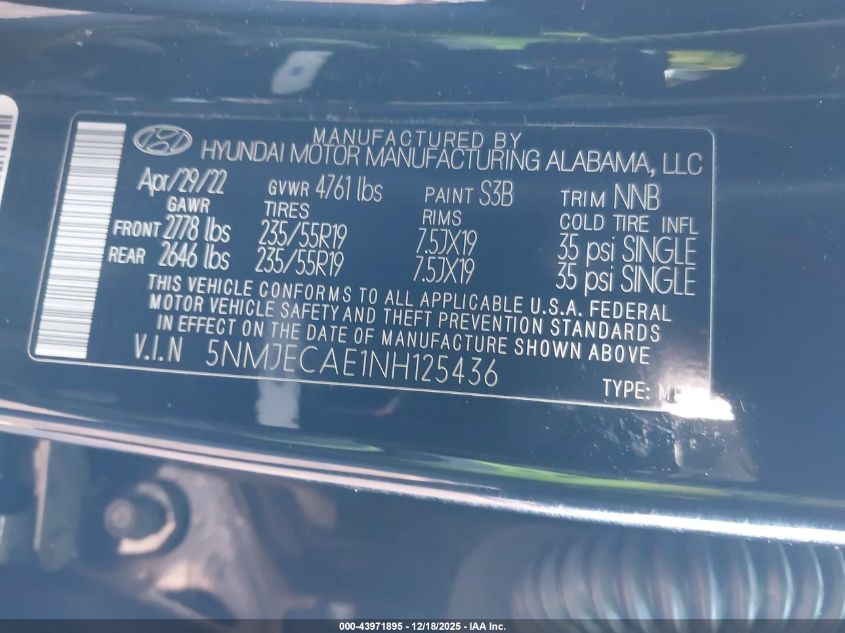 MANUFACTURED BY
HYUNDAI MOTOR MANUFACTURING ALABAMA, LLC
Apr/29/22 GVWR 4761 lbs PAINT S3B TRIM NNB
GAWR TIRES RIMS COLD TIRE INFL
FRONT 2778 lbs 235/55R19 7.5JX19 35 psi SINGLE
REAR 2646 lbs 235/55R19 7.5JX19 35 psi SINGLE
THIS VEHICLE CONFORMS TO ALL APPLICABLE U.S.A. FEDERAL
MOTOR VEHICLE SAFETY AND THEFT PREVENTION STANDARDS
IN EFFECT ON THE DATE OF MANUFACTURE SHOWN ABOVE
V.I.N 5NMJECAE1NH125436
TYPE:
000-43971895 - 12/18/2025 - IAA Inc.